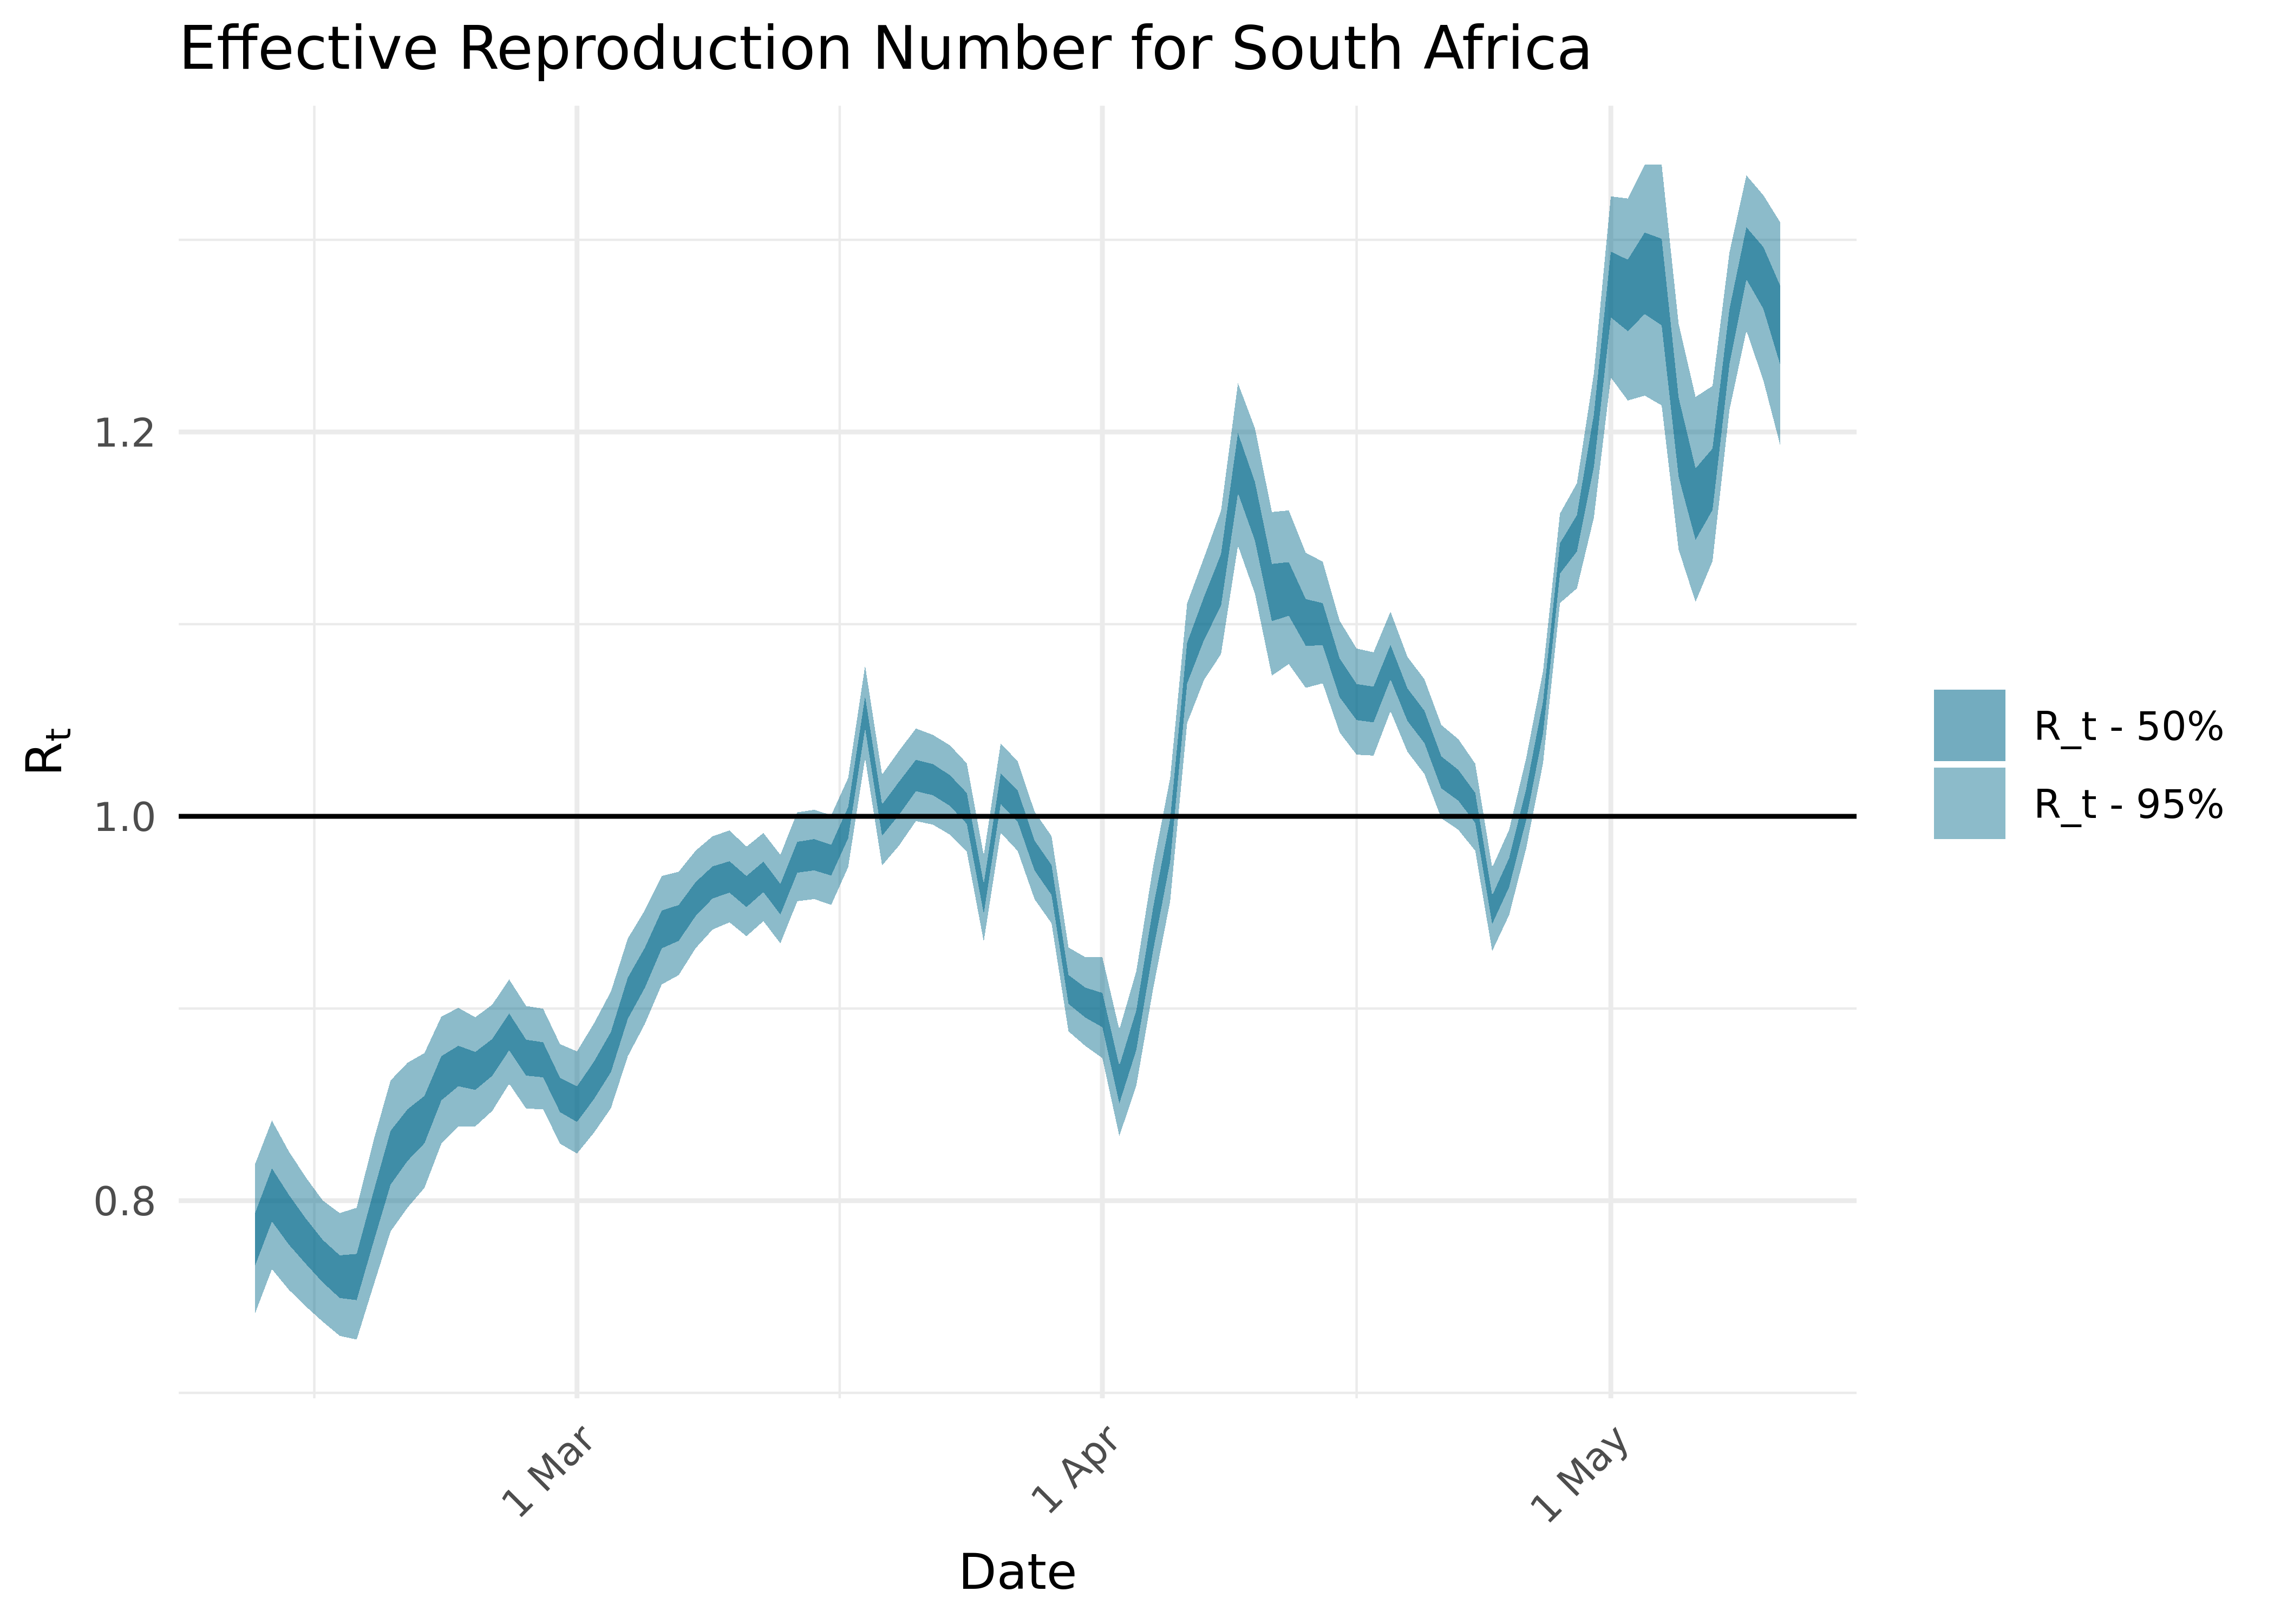 Effective Reproduction Number for South Africa
R_t
1.2
1.0
0.8
1 Mar
1 Apr
1 May
Date
R_t - 50%
R_t - 95%